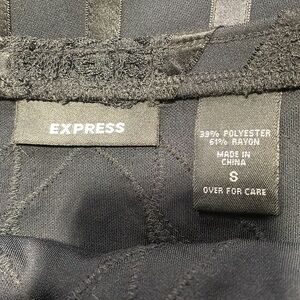 EXPRESS
39% POLYESTER
61% RAYON
MADE IN
CHINA
S
OVER FOR CARE